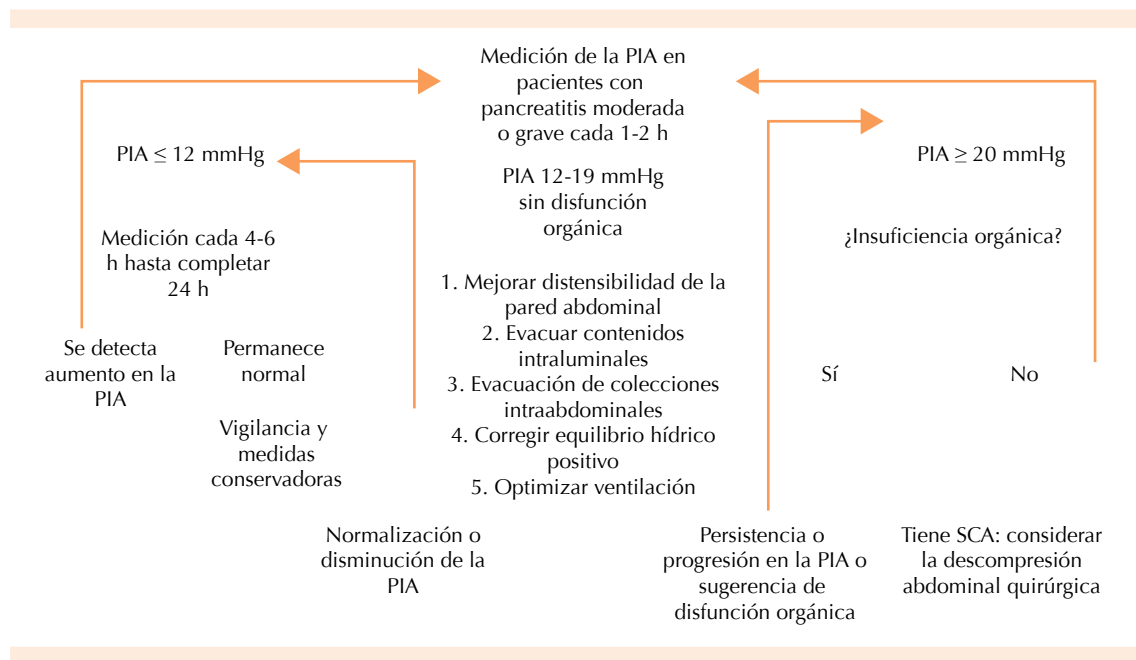 Medición de la PIA en
pacientes con
pancreatitis moderada
o grave cada 1-2 h
PIA ≤ 12 mmHg
Medición cada 4-6
h hasta completar
24 h
Se detecta
aumento en la
PIA
Permanece
normal
Vigilancia y
medidas
conservadoras
PIA 12-19 mmHg
sin disfunción
orgánica
1. Mejorar distensibilidad de la
pared abdominal
2. Evacuar contenidos
intraluminales
3. Evacuación de colecciones
intraabdominales
4. Corregir equilibrio hídrico
positivo
5. Optimizar ventilación
Normalización o
disminución de la
PIA
Persistencia o
progresión en la PIA o
sugerencia de
disfunción orgánica
PIA ≥ 20 mmHg
¿Insuficiencia orgánica?
Sí
No
Tiene SCA: considerar
la descompresión
abdominal quirúrgica